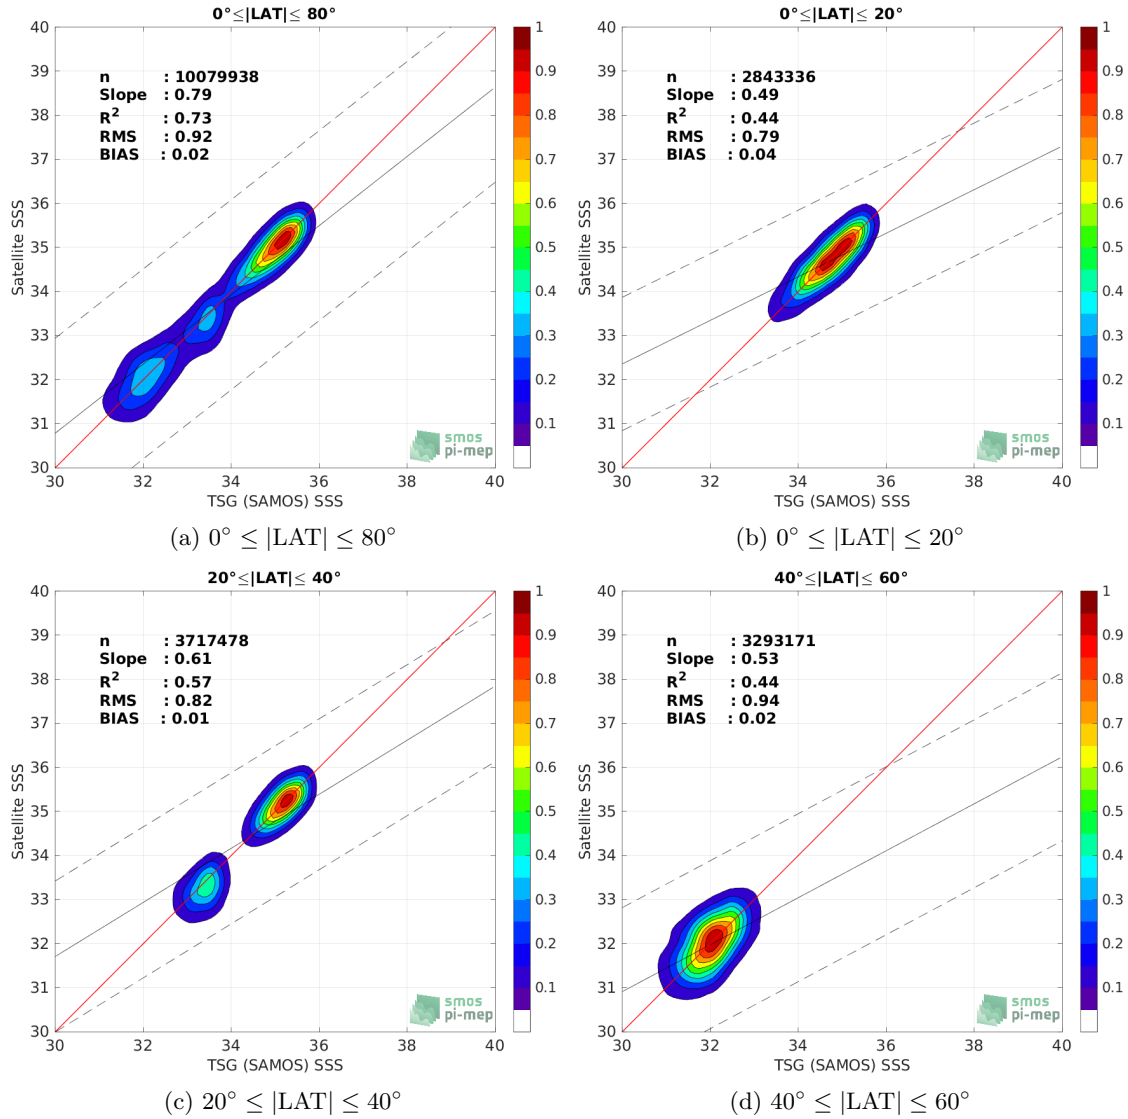 0°≤|LAT|≤ 80°
40
39
38
37
36
35
34
33
32
31
30
Satellite SSS
n : 10079938
Slope : 0.79
R² : 0.73
RMS : 0.92
BIAS : 0.02
smos
pi-mep
30 32 34 36 38 40
TSG (SAMOS) SSS
1
0.9
0.8
0.7
0.6
0.5
0.4
0.3
0.2
0.1
(a) 0° ≤ |LAT| ≤ 80°
0°≤|LAT|≤ 20°
40
39
38
37
36
35
34
33
32
31
30
Satellite SSS
n : 2843336
Slope : 0.49
R² : 0.44
RMS : 0.79
BIAS : 0.04
smos
pi-mep
30 32 34 36 38 40
TSG (SAMOS) SSS
1
0.9
0.8
0.7
0.6
0.5
0.4
0.3
0.2
0.1
(b) 0° ≤ |LAT| ≤ 20°
20°≤|LAT|≤ 40°
40
39
38
37
36
35
34
33
32
31
30
Satellite SSS
n : 3717478
Slope : 0.61
R² : 0.57
RMS : 0.82
BIAS : 0.01
smos
pi-mep
30 32 34 36 38 40
TSG (SAMOS) SSS
1
0.9
0.8
0.7
0.6
0.5
0.4
0.3
0.2
0.1
(c) 20° ≤ |LAT| ≤ 40°
40°≤|LAT|≤ 60°
40
39
38
37
36
35
34
33
32
31
30
Satellite SSS
n : 3293171
Slope : 0.53
R² : 0.44
RMS : 0.94
BIAS : 0.02
smos
pi-mep
30 32 34 36 38 40
TSG (SAMOS) SSS
1
0.9
0.8
0.7
0.6
0.5
0.4
0.3
0.2
0.1
(d) 40° ≤ |LAT| ≤ 60°